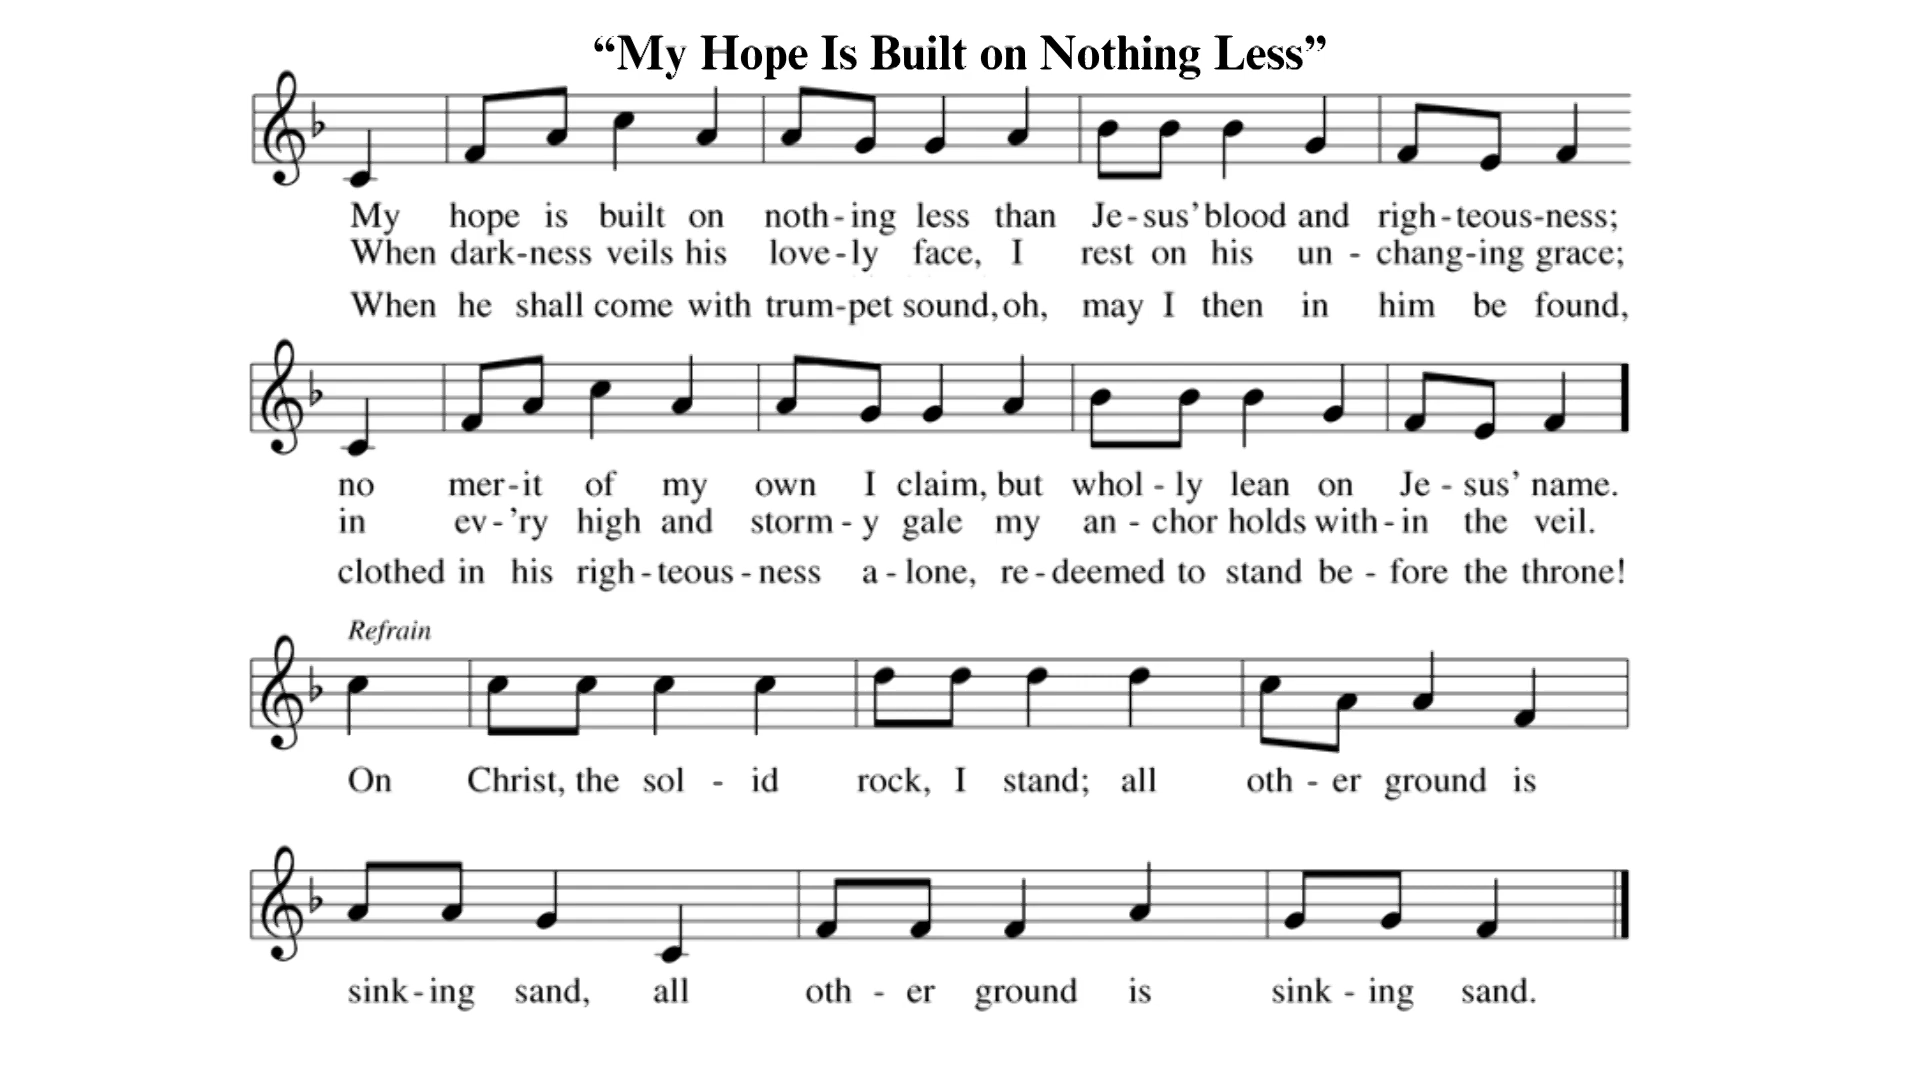 “My Hope Is Built on Nothing Less”
My hope is built on noth-ing less than Je-sus’ blood and righ-teous-ness;
When dark-ness veils his love-ly face, I rest on his un-chang-ing grace;
When he shall come with trum-pet sound, oh, may I then in him be found,
no mer-it of my own I claim, but whol-ly lean on Je-sus’ name.
in ev-’ry high and storm-y gale my an-chor holds with-in the veil.
clothed in his righ-teous-ness a-lone, re-deemed to stand be-fore the throne!
Refrain
On Christ, the sol-id rock, I stand; all oth-er ground is
sink-ing sand, all oth-er ground is sink-ing sand.